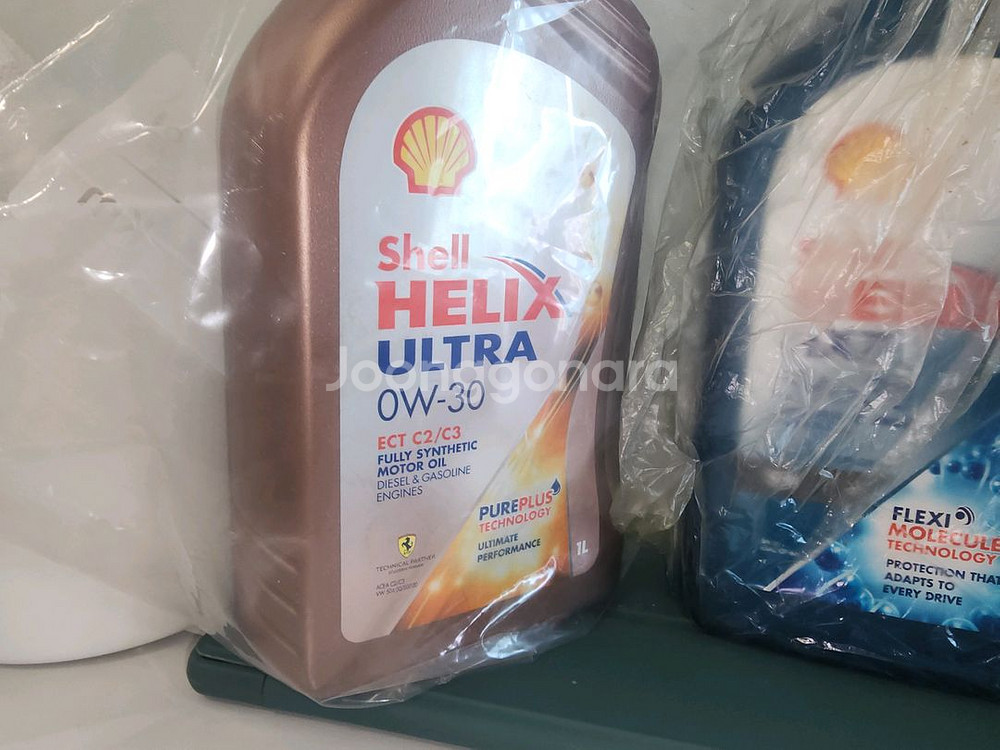 Shell
HELIX
ULTRA
0W-30
ECT C2/C3
FULLY SYNTHETIC
MOTOR OIL
DIESEL & GASOLINE
ENGINES
PUREPLUS
TECHNOLOGY
ULTIMATE
PERFORMANCE
TECHNICAL PARTNER
1L
Joonggonara
FLEXI
MOLECULE
TECHNOLOGY
PROTECTION THAT
ADAPTS TO
EVERY DRIVE